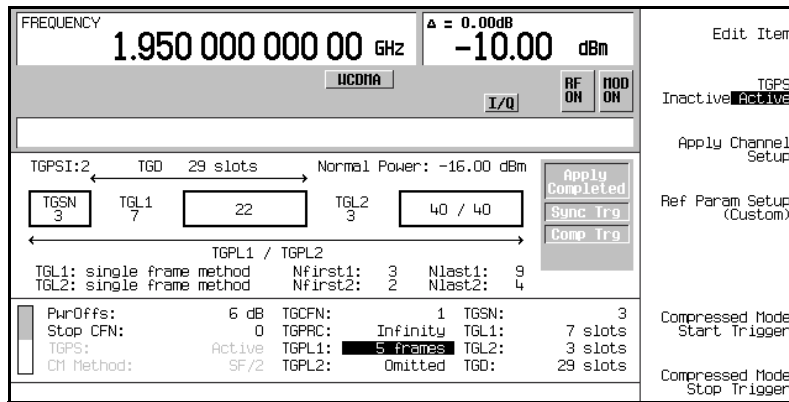 FREQUENCY
1.950 000 000 00 GHz
Δ = 0.00dB
-10.00 dBm
WCDMA
I/Q
RF ON
MOD ON
TGPSI:2 TGD 29 slots Normal Power: -16.00 dBm
TGSN 3
TGL1 7
22
TGL2 3
40 / 40
Apply Completed
Sync Trg
Comp Trg
TGPL1 / TGPL2
TGL1: single frame method Nfirst1: 3 Nlast1: 9
TGL2: single frame method Nfirst2: 2 Nlast2: 4
PwrOffs: 6 dB TGCFN: 1 TGSN: 3
Stop CFN: 0 TGPRC: Infinity TGL1: 7 slots
TGPS: Active TGPL1: 5 frames TGL2: 3 slots
CM Method: SF/2 TGPL2: Omitted TGD: 29 slots
Edit Item
TGPS
Inactive Active
Apply Channel
Setup
Ref Param Setup
(Custom)
Compressed Mode
Start Trigger
Compressed Mode
Stop Trigger